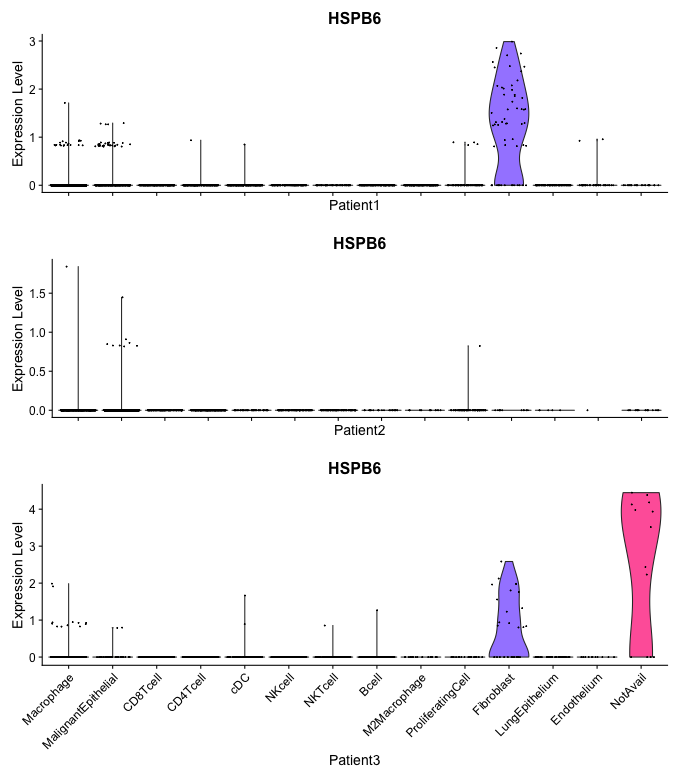 HSPB6
Expression Level
3
2
1
0
Patient1
HSPB6
Expression Level
1.5
1.0
0.5
0.0
Patient2
HSPB6
Expression Level
4
3
2
1
0
Macrophage
MalignantEpithelial
CD8Tcell
CD4Tcell
cDC
NKcell
NKTcell
Bcell
M2Macrophage
ProliferatingCell
Fibroblast
LungEpithelium
Endothelium
NotAvail
Patient3